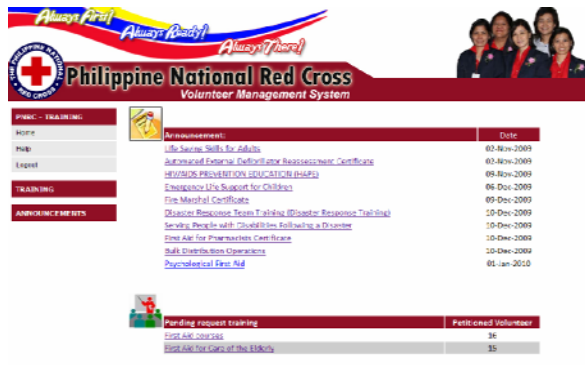 Always First!
Always Ready!
Always There!
THE PHILIPPINE NATIONAL RED CROSS
Philippine National Red Cross
Volunteer Management System
PNRC - TRAINING
Home
Help
Logout
TRAINING
ANNOUNCEMENTS
Announcement: Date
Life Saving Skills for Adults 02-Nov-2009
Automated External Defibrillator Reassessment Certificate 02-Nov-2009
HIV/AIDS PREVENTION EDUCATION (HAPE) 09-Nov-2009
Emergency Life Support for Children 06-Dec-2009
Fire Marshal Certificate 09-Dec-2009
Disaster Response Team Training (Disaster Response Training) 10-Dec-2009
Serving People with Disabilities Following a Disaster 10-Dec-2009
First Aid for Pharmacists Certificate 10-Dec-2009
Bulk Distribution Operations 10-Dec-2009
Psychological First Aid 01-Jan-2010
Pending request training Petitioned Volunteer
First Aid courses 16
First Aid for Care of the Elderly 15